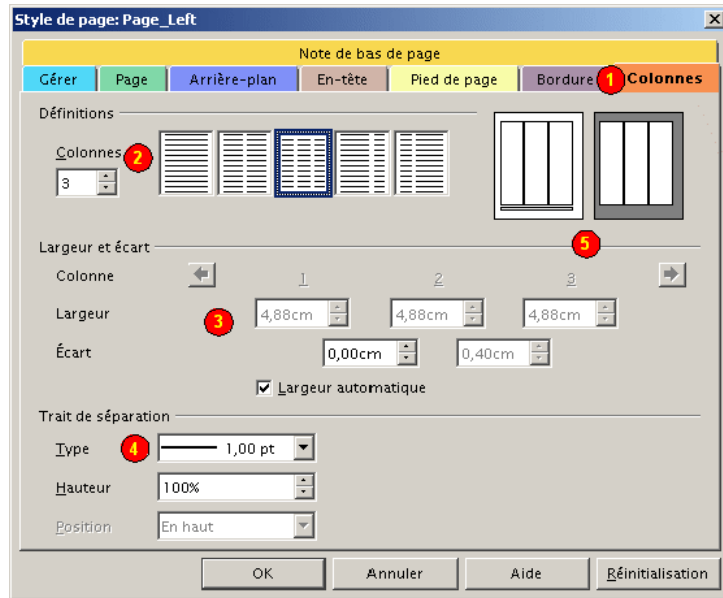 Style de page: Page_Left
Note de bas de page
Gérer Page Arrière-plan En-tête Pied de page Bordure 1 Colonnes
Définitions
Colonnes 2
3
5
Largeur et écart
Colonne 1 2 3
Largeur 3 4,88cm 4,88cm 4,88cm
Écart 0,00cm 0,40cm
Largeur automatique
Trait de séparation
Type 4 1,00 pt
Hauteur 100%
Position En haut
OK Annuler Aide Réinitialisation